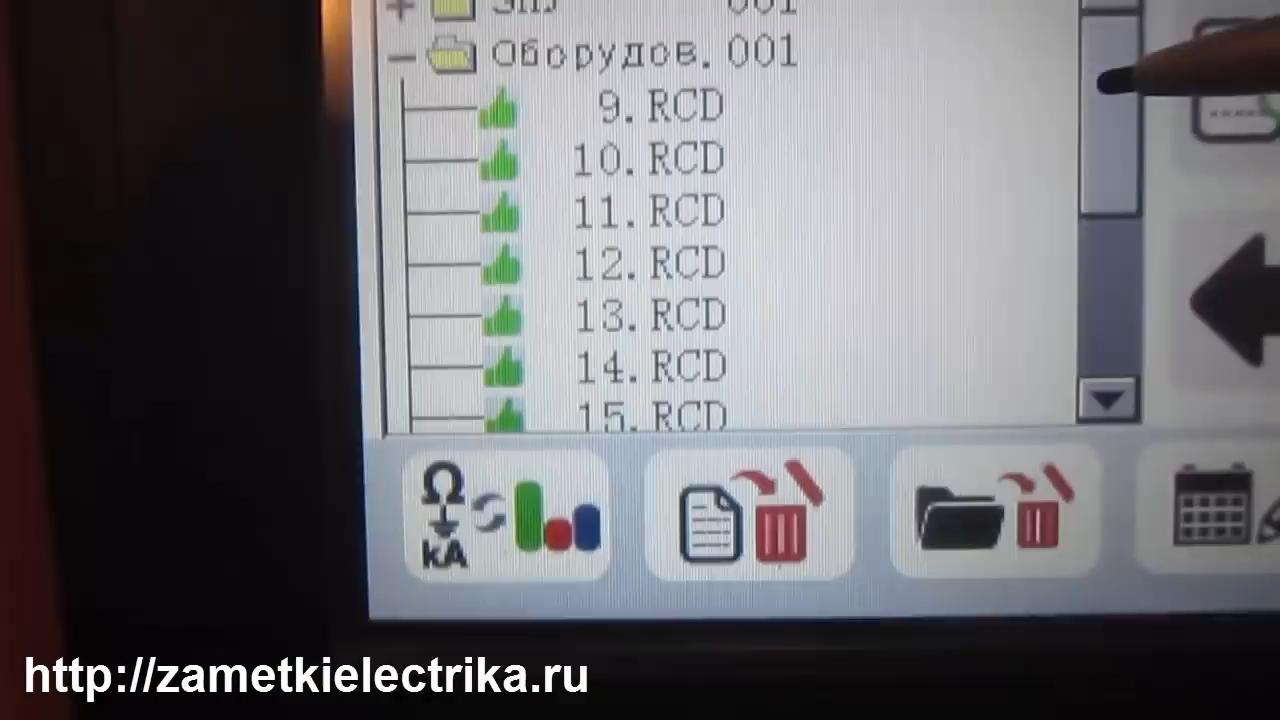 001
Оборудов. 001
9. RCD
10. RCD
11. RCD
12. RCD
13. RCD
14. RCD
15. RCD
Ω
kA
http://zametkielectrika.ru